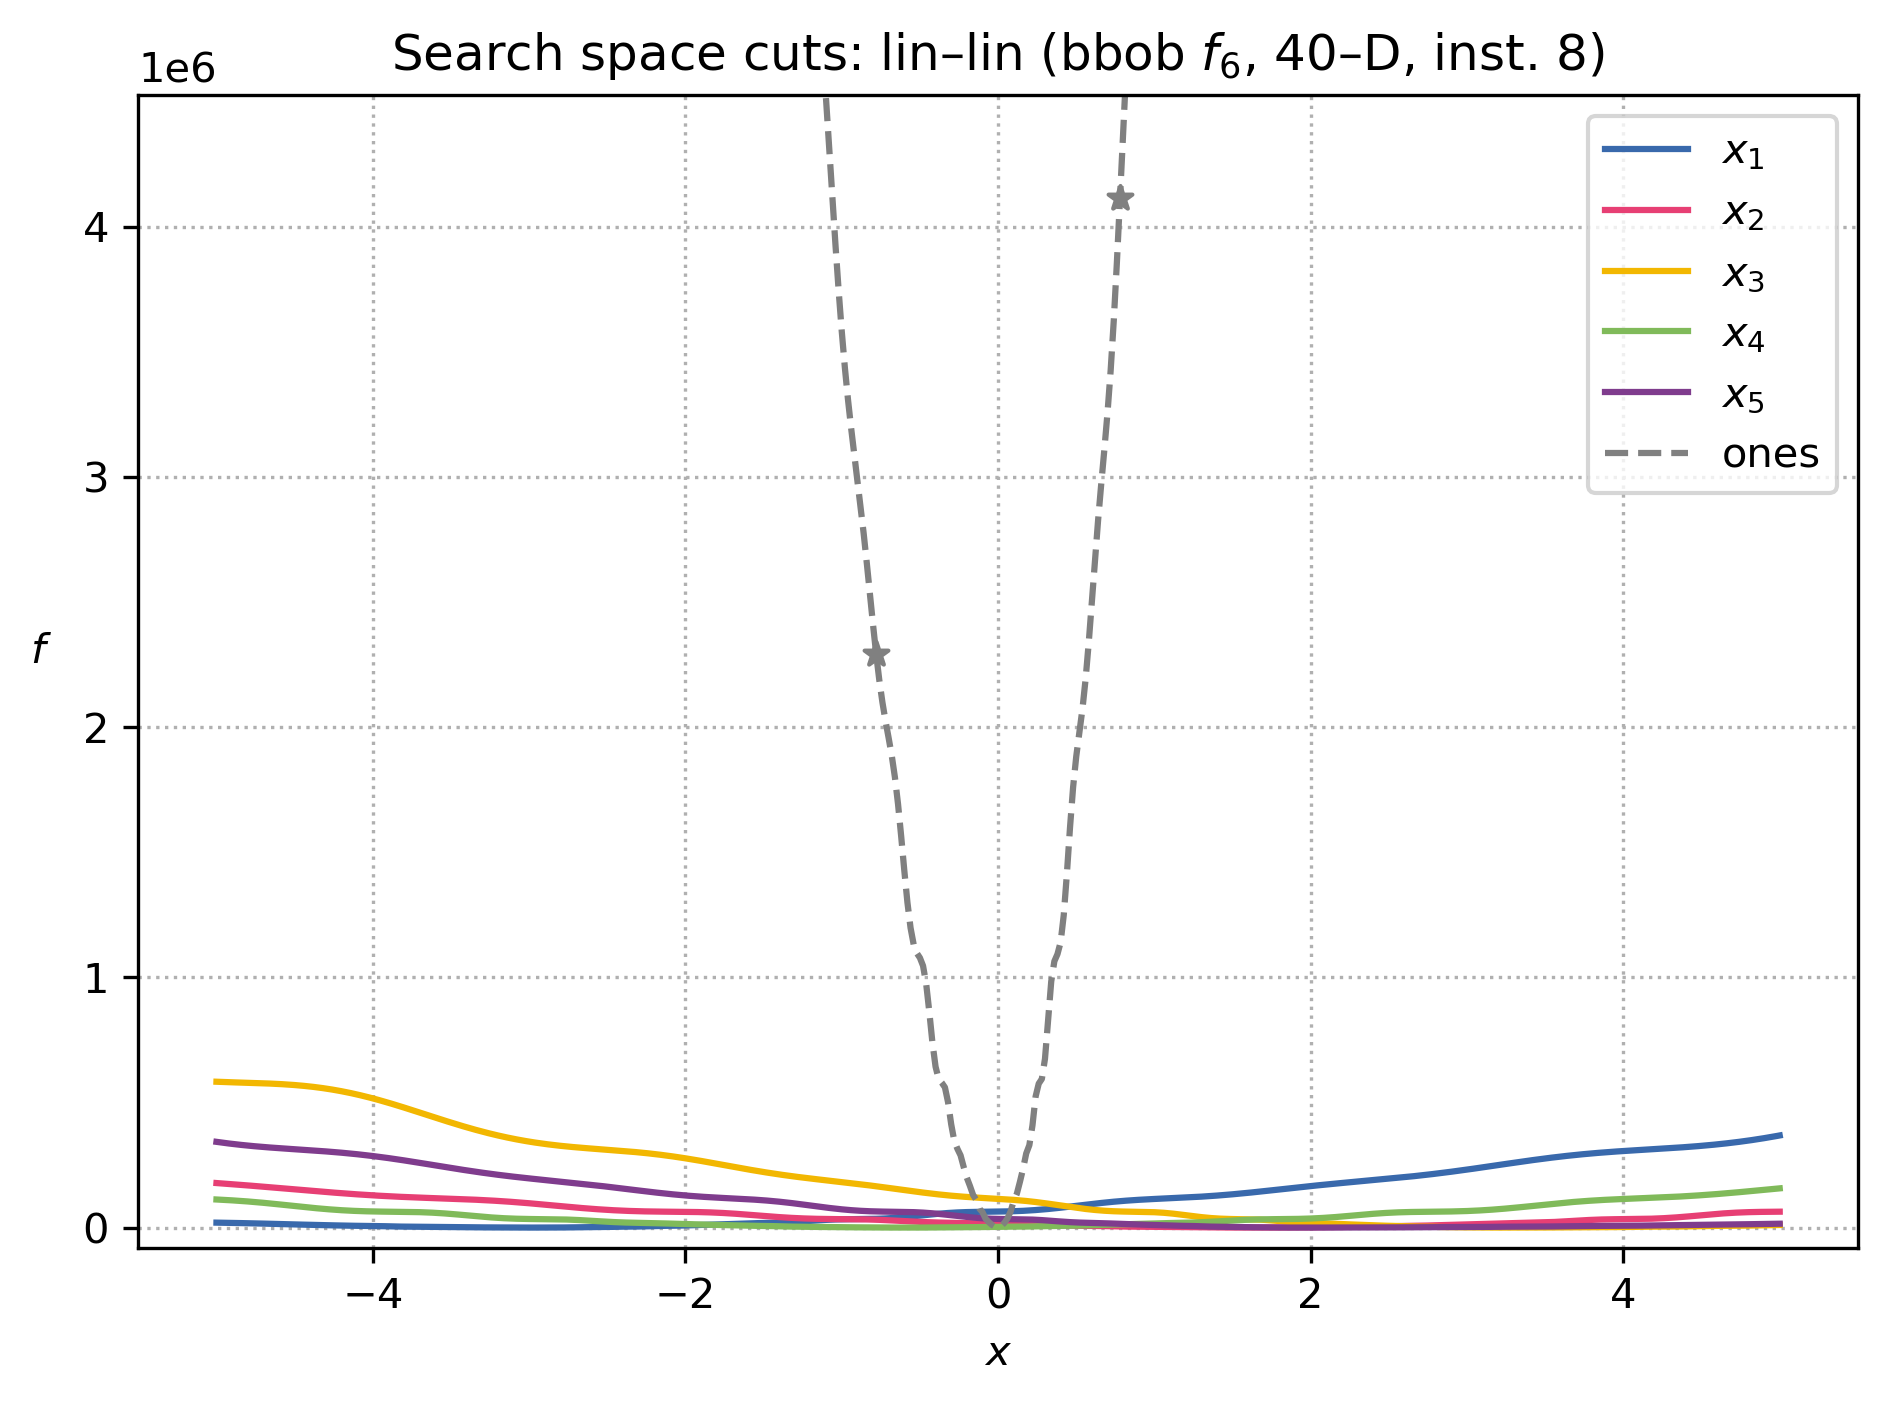 Search space cuts: lin–lin (bbob f₆, 40–D, inst. 8)
1e6
4
3
2
1
0
f
−4
−2
0
2
4
x
x₁
x₂
x₃
x₄
x₅
ones